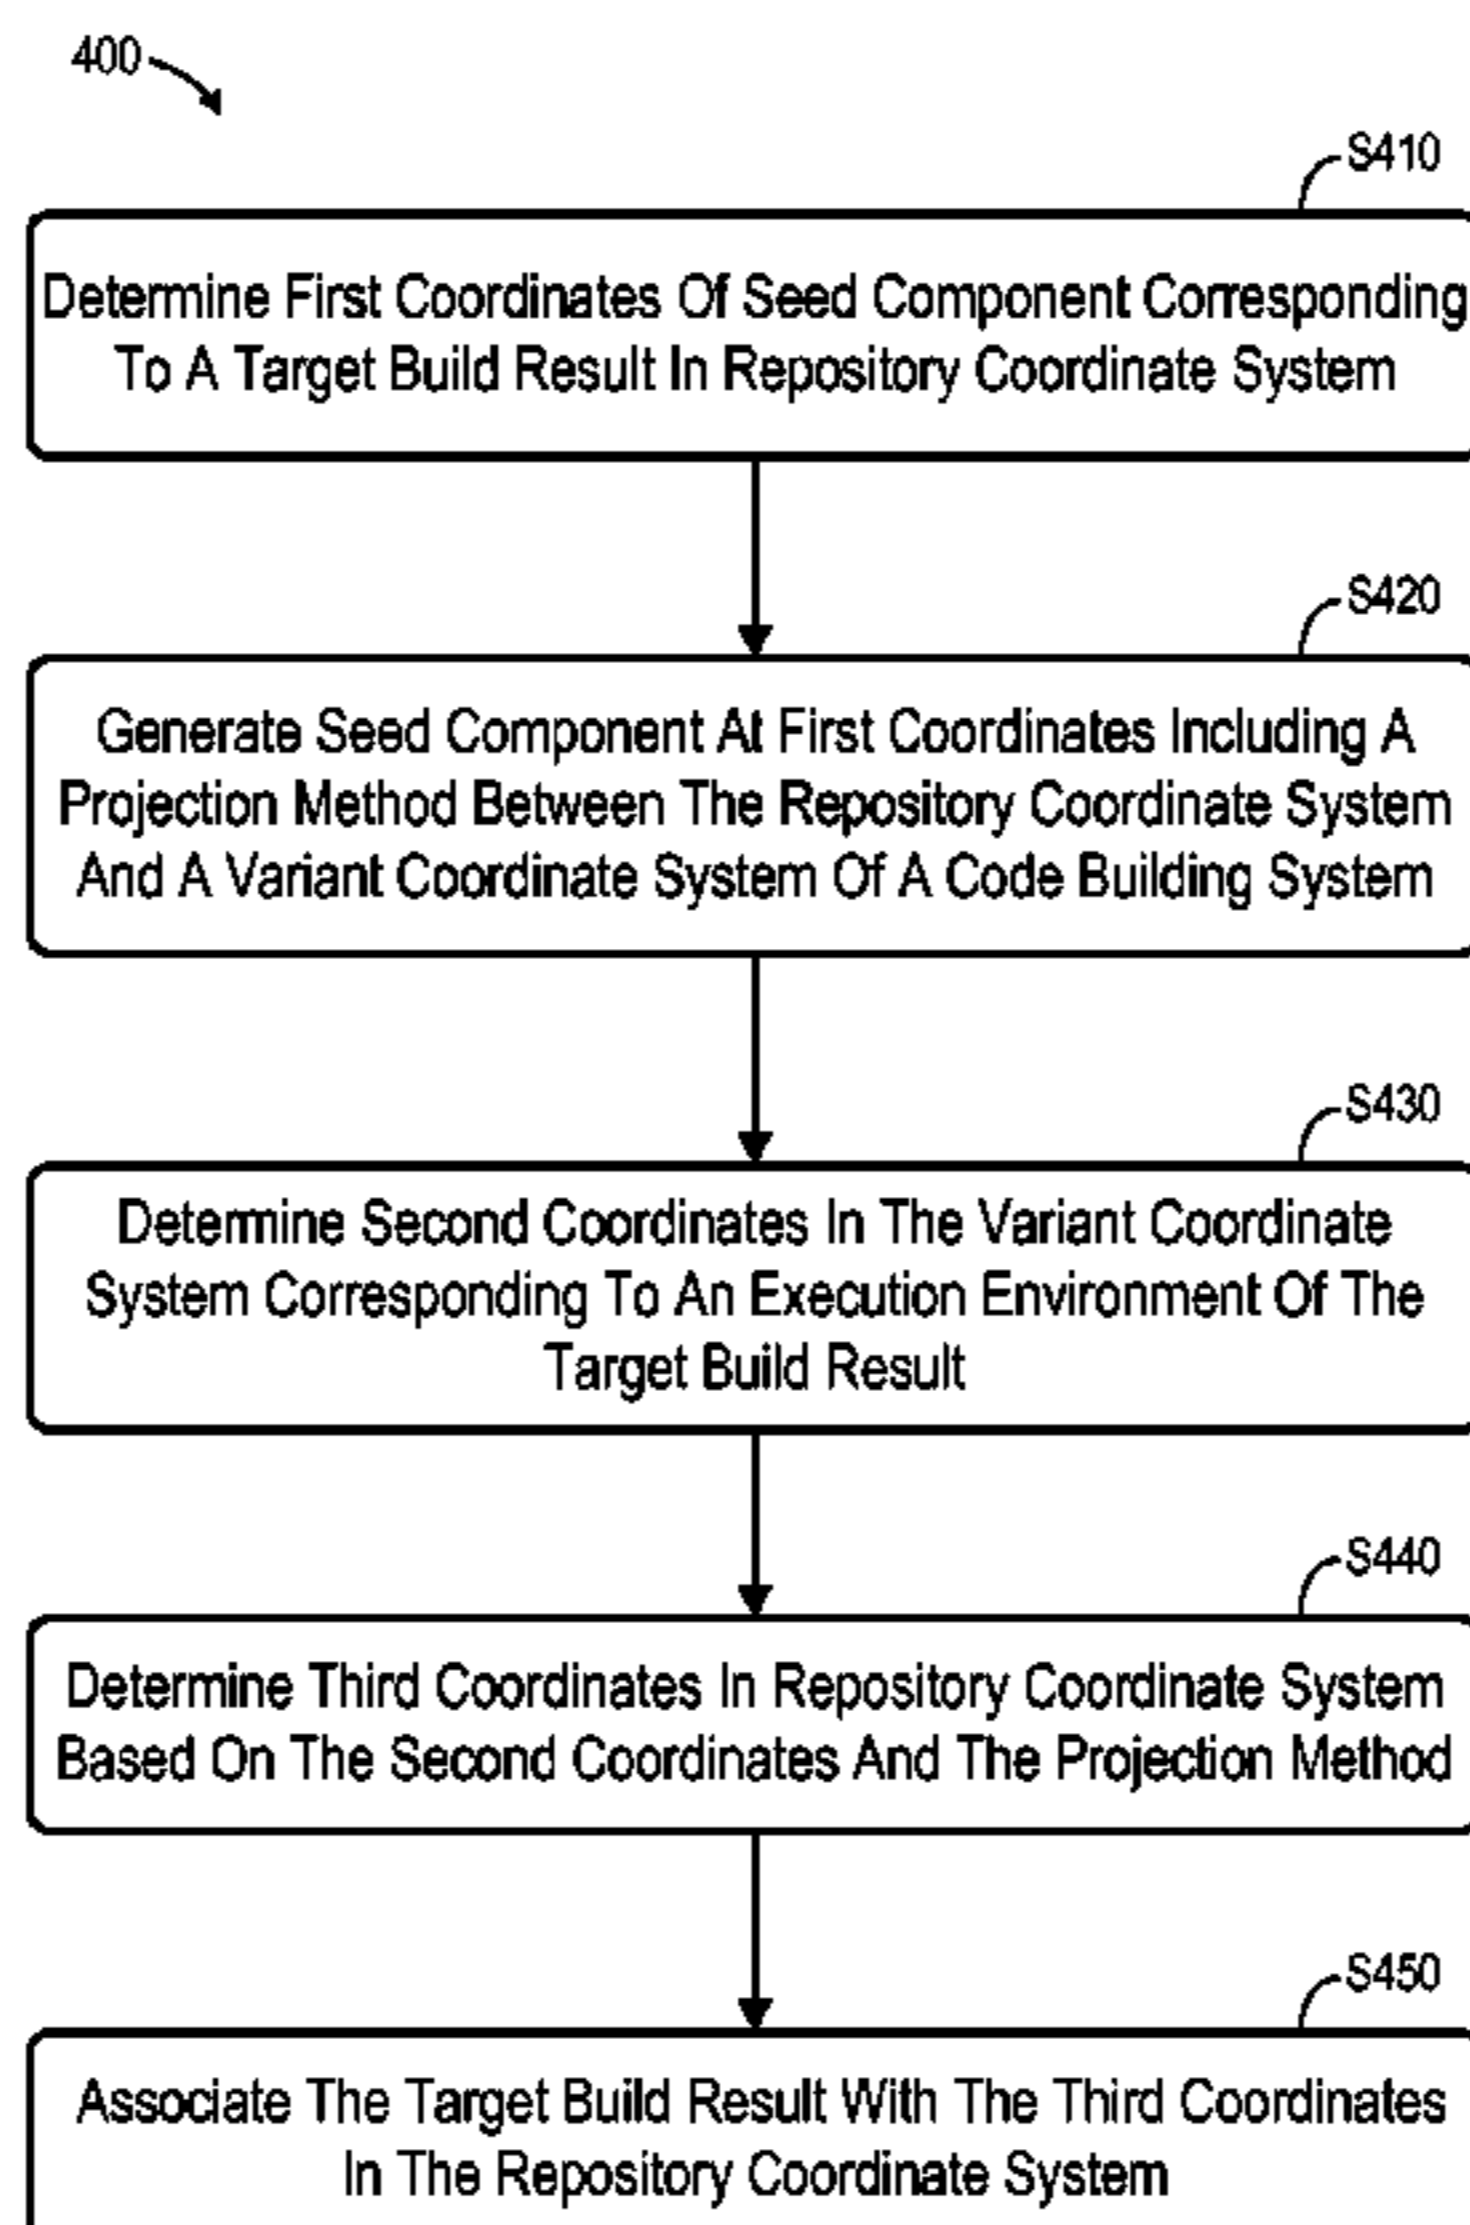 400
S410
Determine First Coordinates Of Seed Component Corresponding
To A Target Build Result In Repository Coordinate System
S420
Generate Seed Component At First Coordinates Including A
Projection Method Between The Repository Coordinate System
And A Variant Coordinate System Of A Code Building System
S430
Determine Second Coordinates In The Variant Coordinate
System Corresponding To An Execution Environment Of The
Target Build Result
S440
Determine Third Coordinates In Repository Coordinate System
Based On The Second Coordinates And The Projection Method
S450
Associate The Target Build Result With The Third Coordinates
In The Repository Coordinate System